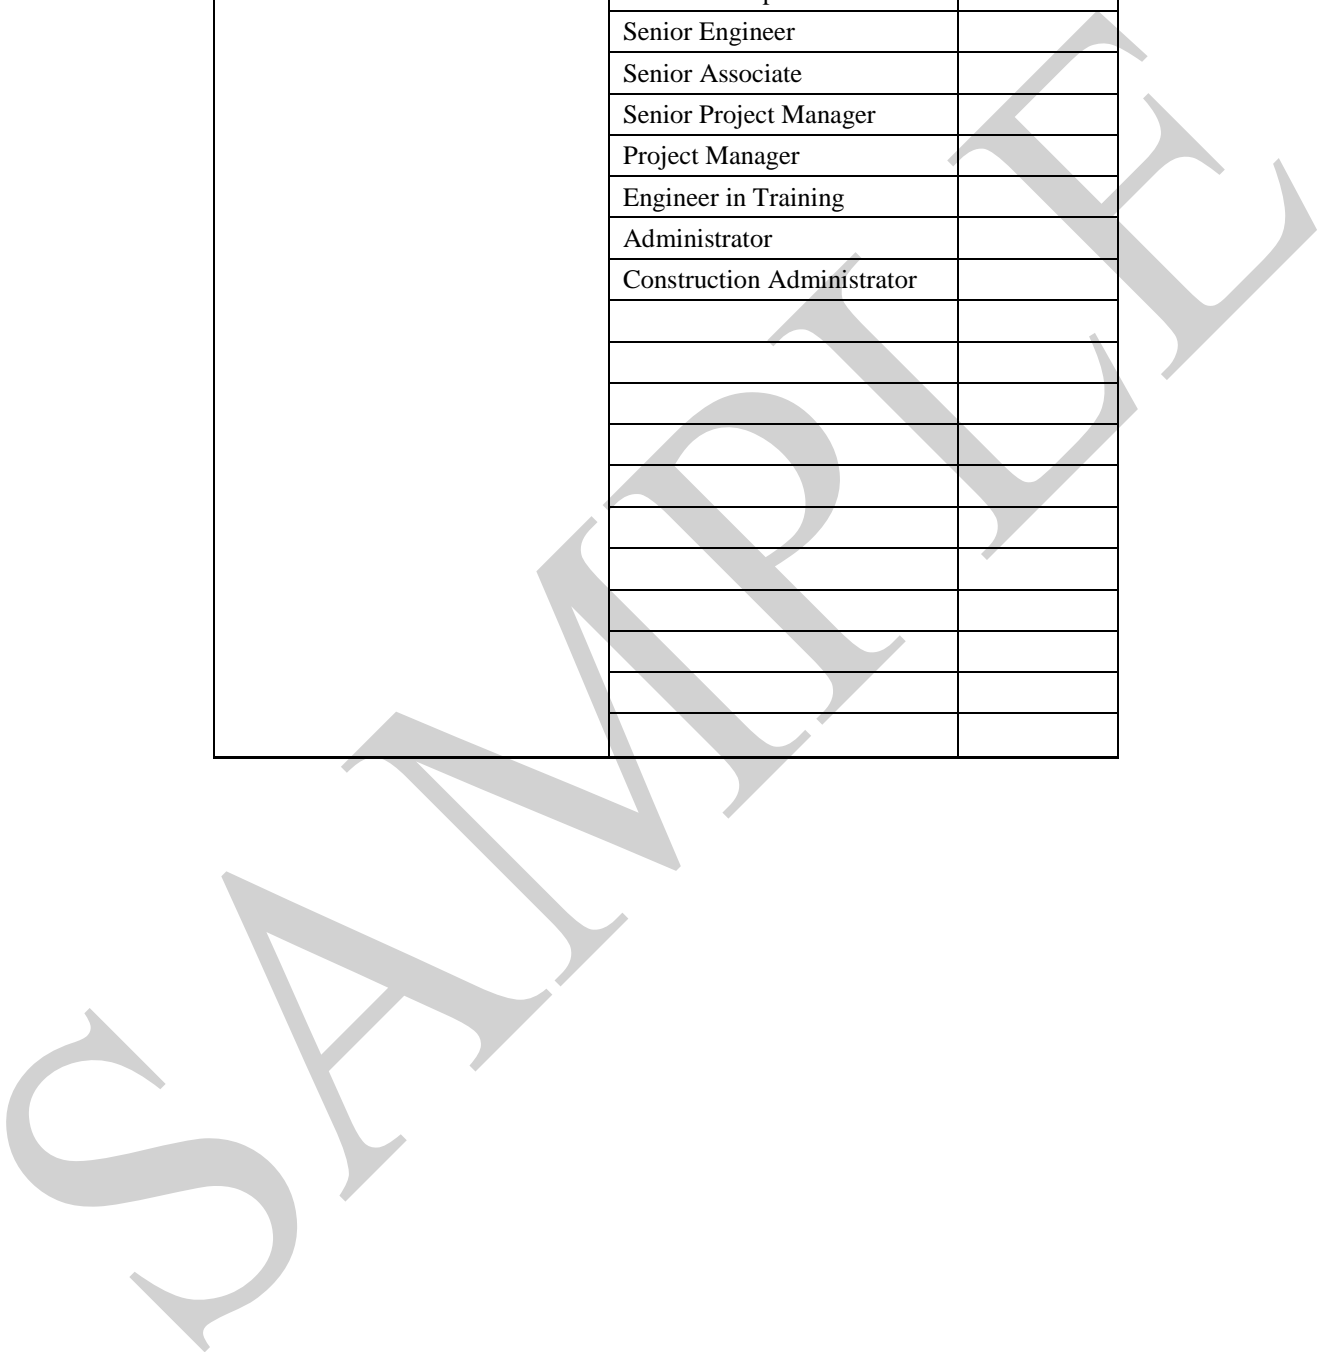 Senior Engineer
Senior Associate
Senior Project Manager
Project Manager
Engineer in Training
Administrator
Construction Administrator
SAMPLE